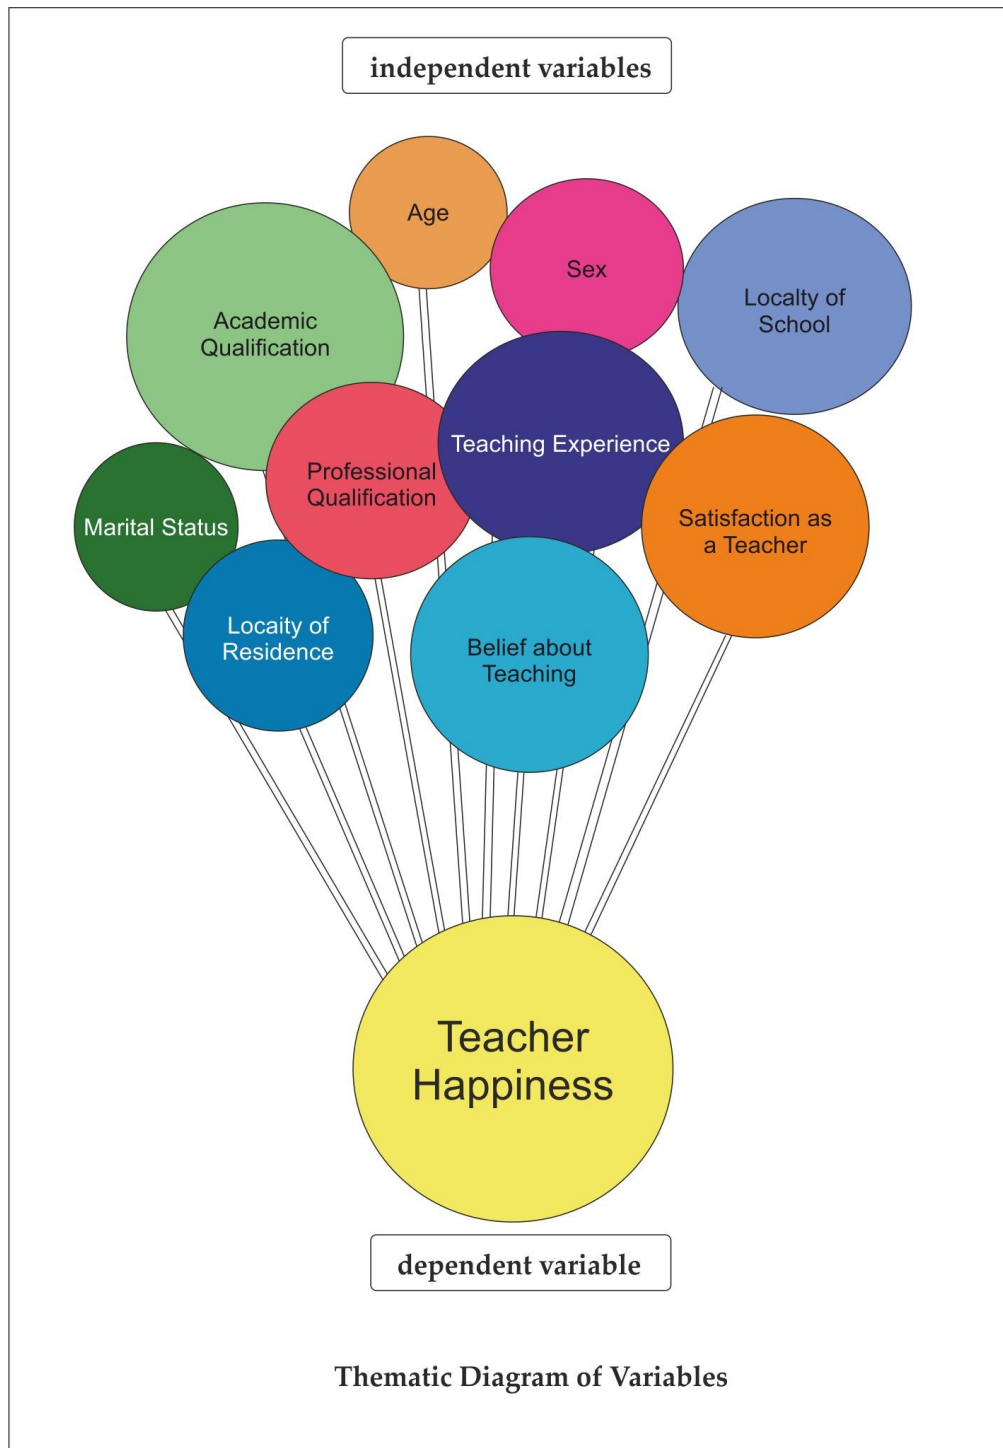 independent variables
Age
Sex
Localty of
School
Academic
Qualification
Teaching Experience
Professional
Qualification
Marital Status
Satisfaction as
a Teacher
Locaity of
Residence
Belief about
Teaching
Teacher
Happiness
dependent variable
Thematic Diagram of Variables